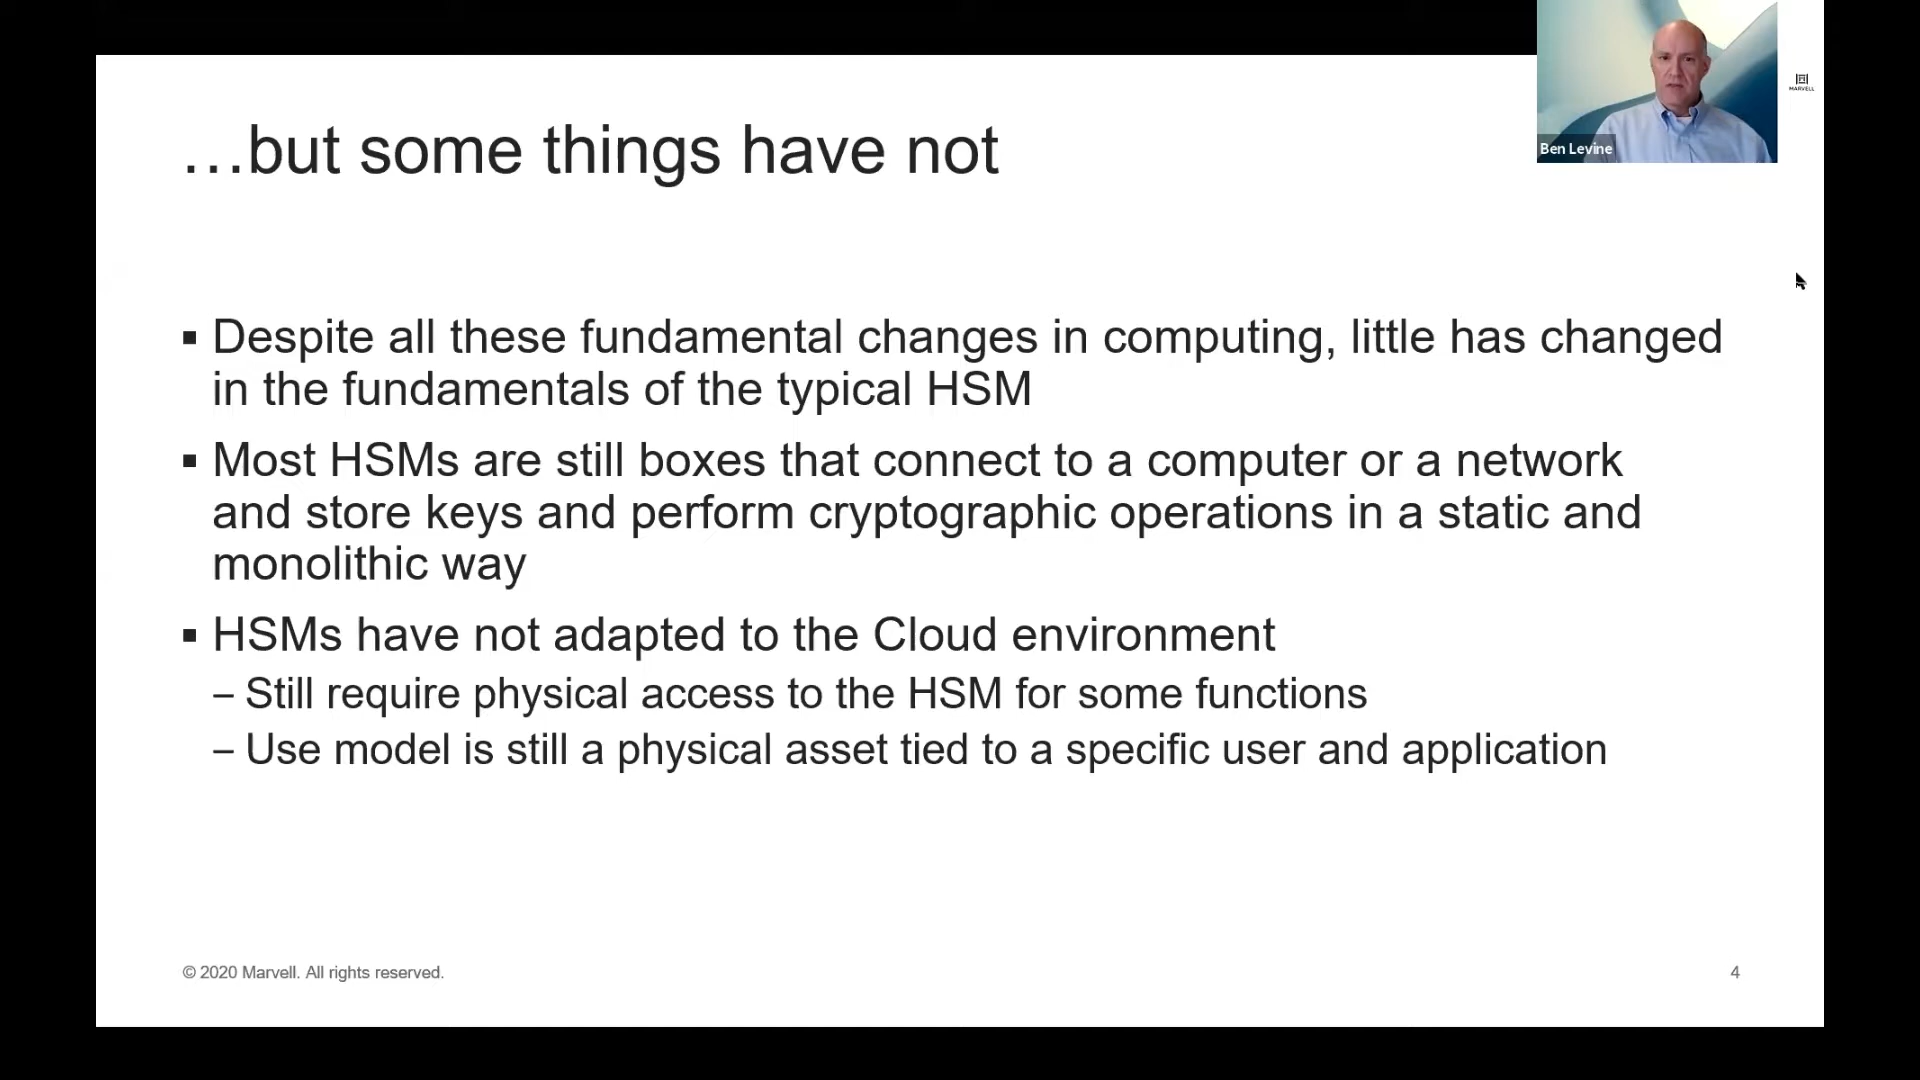 …but some things have not
MARVELL
Ben Levine
▪ Despite all these fundamental changes in computing, little has changed
in the fundamentals of the typical HSM
▪ Most HSMs are still boxes that connect to a computer or a network
and store keys and perform cryptographic operations in a static and
monolithic way
▪ HSMs have not adapted to the Cloud environment
– Still require physical access to the HSM for some functions
– Use model is still a physical asset tied to a specific user and application
© 2020 Marvell. All rights reserved.
4